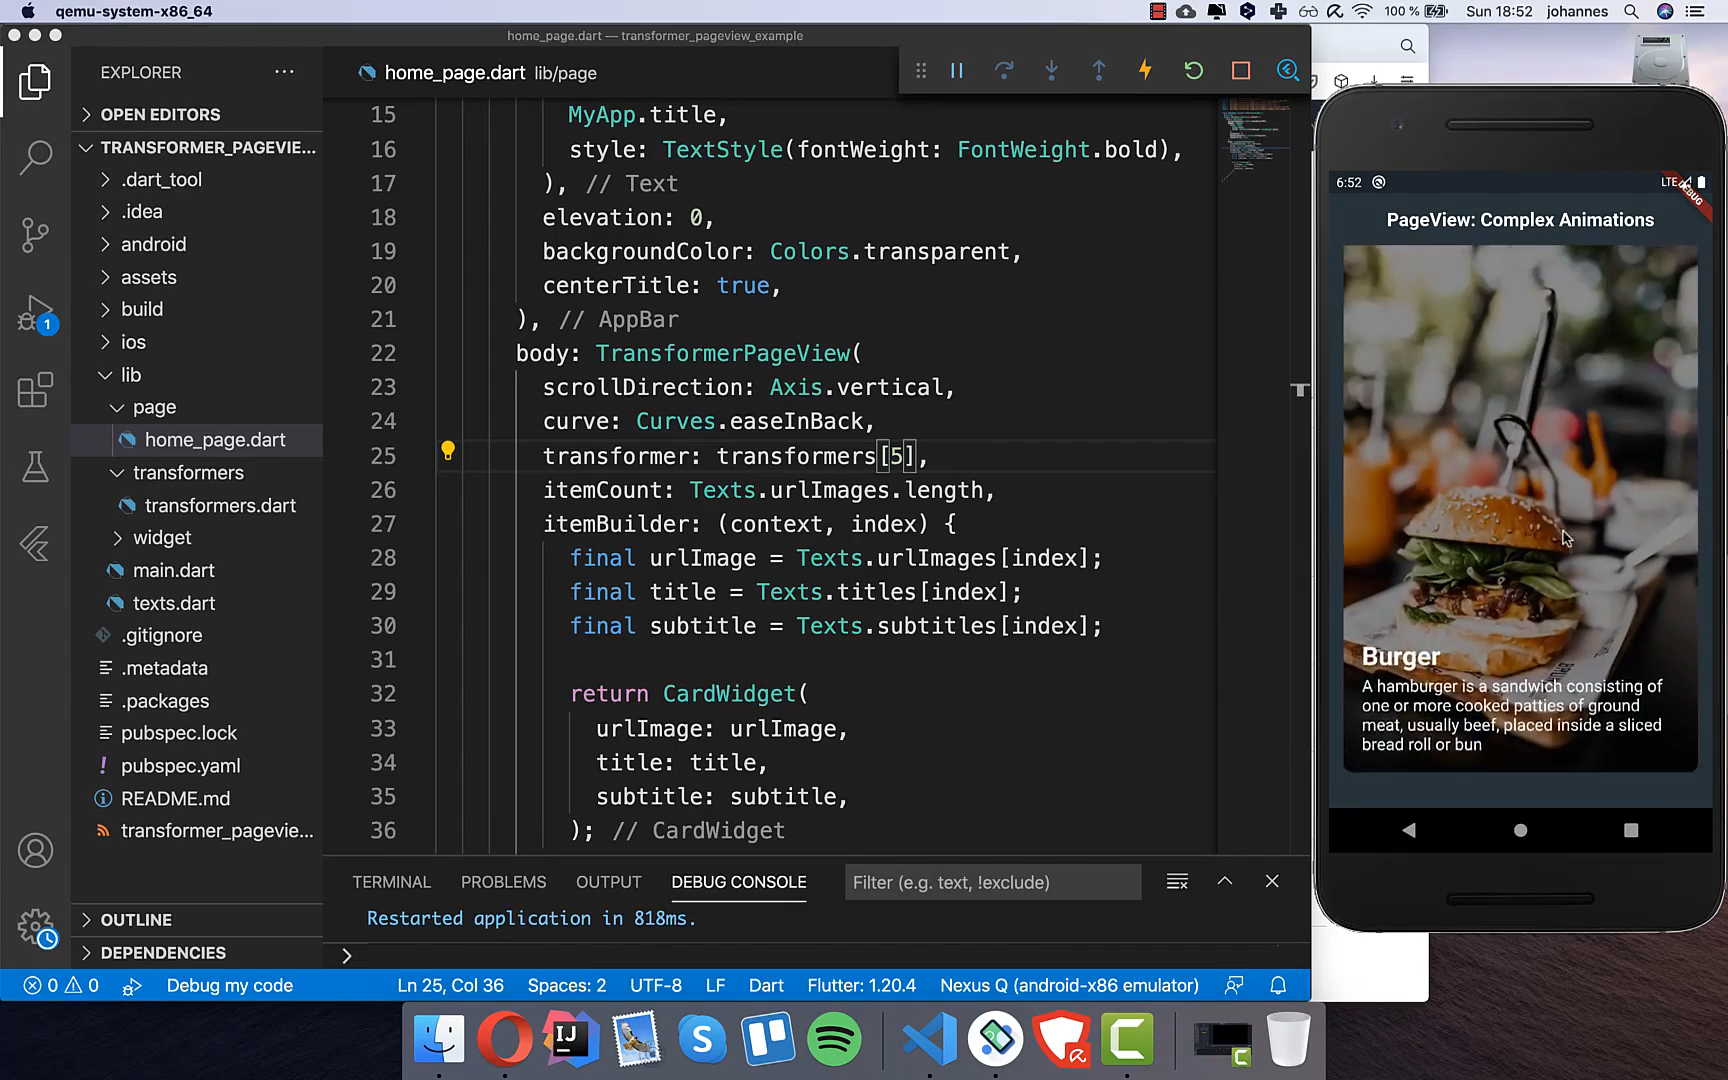 qemu-system-x86_64
100 %
Sun 18:52
johannes
home_page.dart — transformer_pageview_example
EXPLORER
OPEN EDITORS
TRANSFORMER_PAGEVIE...
.dart_tool
.idea
android
assets
build
ios
lib
page
home_page.dart
transformers
transformers.dart
widget
main.dart
texts.dart
.gitignore
.metadata
.packages
pubspec.lock
pubspec.yaml
README.md
transformer_pagevie...
OUTLINE
DEPENDENCIES
1
home_page.dart lib/page
15 MyApp.title,
16 style: TextStyle(fontWeight: FontWeight.bold),
17 ), // Text
18 elevation: 0,
19 backgroundColor: Colors.transparent,
20 centerTitle: true,
21 ), // AppBar
22 body: TransformerPageView(
23 scrollDirection: Axis.vertical,
24 curve: Curves.easeInBack,
25 transformer: transformers[5],
26 itemCount: Texts.urlImages.length,
27 itemBuilder: (context, index) {
28 final urlImage = Texts.urlImages[index];
29 final title = Texts.titles[index];
30 final subtitle = Texts.subtitles[index];
31
32 return CardWidget(
33 urlImage: urlImage,
34 title: title,
35 subtitle: subtitle,
36 ); // CardWidget
TERMINAL
PROBLEMS
OUTPUT
DEBUG CONSOLE
Filter (e.g. text, !exclude)
Restarted application in 818ms.
0 0
Debug my code
Ln 25, Col 36
Spaces: 2
UTF-8
LF
Dart
Flutter: 1.20.4
Nexus Q (android-x86 emulator)
6:52
LTE
DEBUG
PageView: Complex Animations
Burger
A hamburger is a sandwich consisting of
one or more cooked patties of ground
meat, usually beef, placed inside a sliced
bread roll or bun
IJ